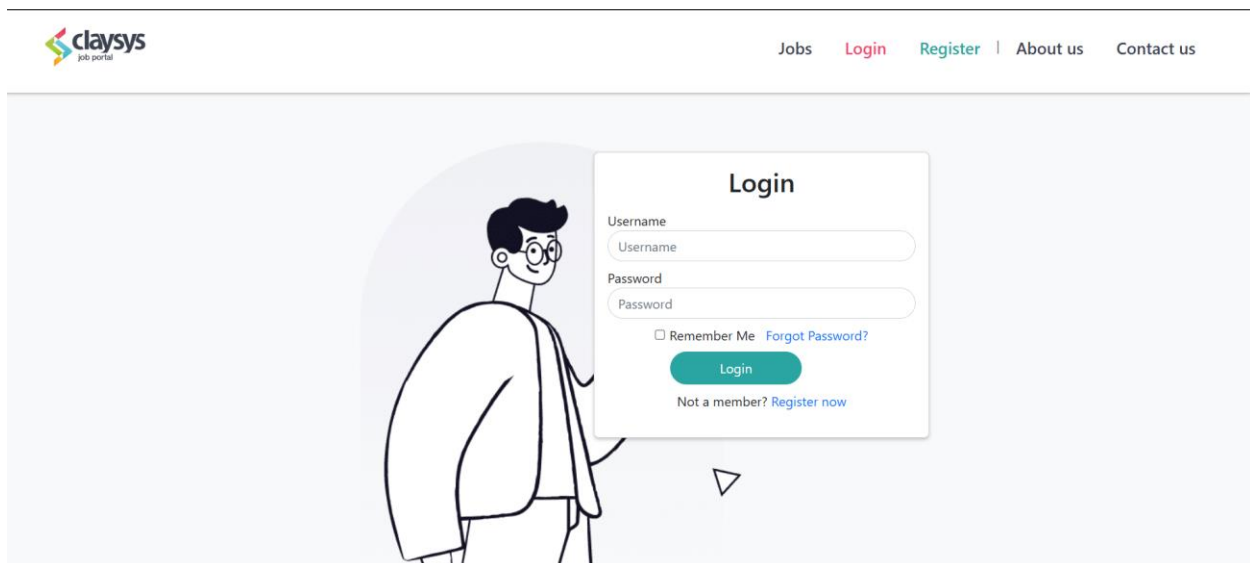 claysys
job portal
Jobs Login Register | About us Contact us
Login
Username
Username
Password
Password
Remember Me Forgot Password?
Login
Not a member? Register now